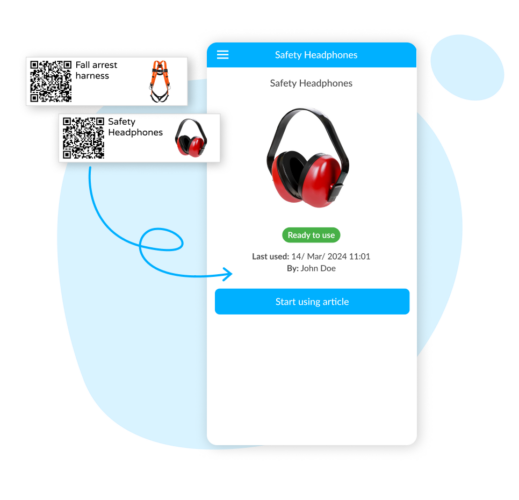 Fall arrest
harness
Safety
Headphones
Safety Headphones
Safety Headphones
Ready to use
Last used: 14/ Mar/ 2024 11:01
By: John Doe
Start using article